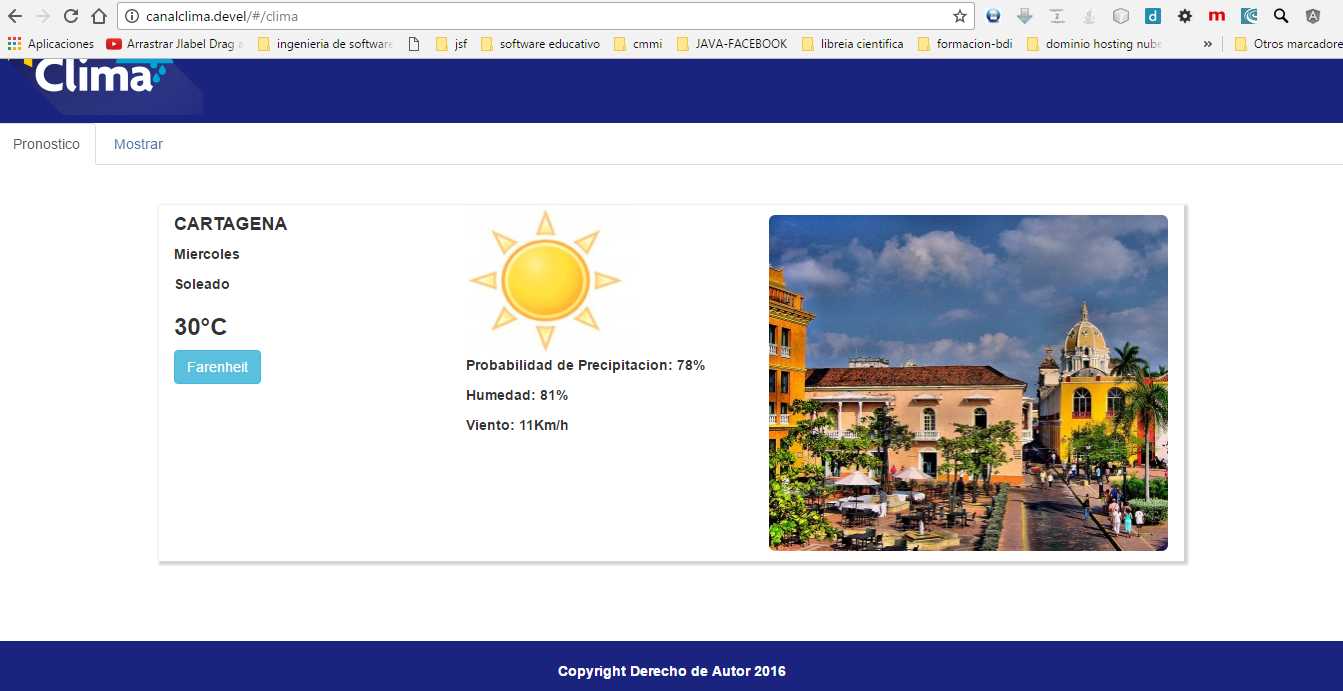 canalclima.devel/#/clima
Aplicaciones
Arrastrar Jlabel Drag
ingenieria de software
jsf
software educativo
cmmi
JAVA-FACEBOOK
libreia cientifica
formacion-bdi
dominio hosting nube
»
Otros marcadore
Clima
Pronostico
Mostrar
CARTAGENA
Miercoles
Soleado
30°C
Farenheit
Probabilidad de Precipitacion: 78%
Humedad: 81%
Viento: 11Km/h
Copyright Derecho de Autor 2016